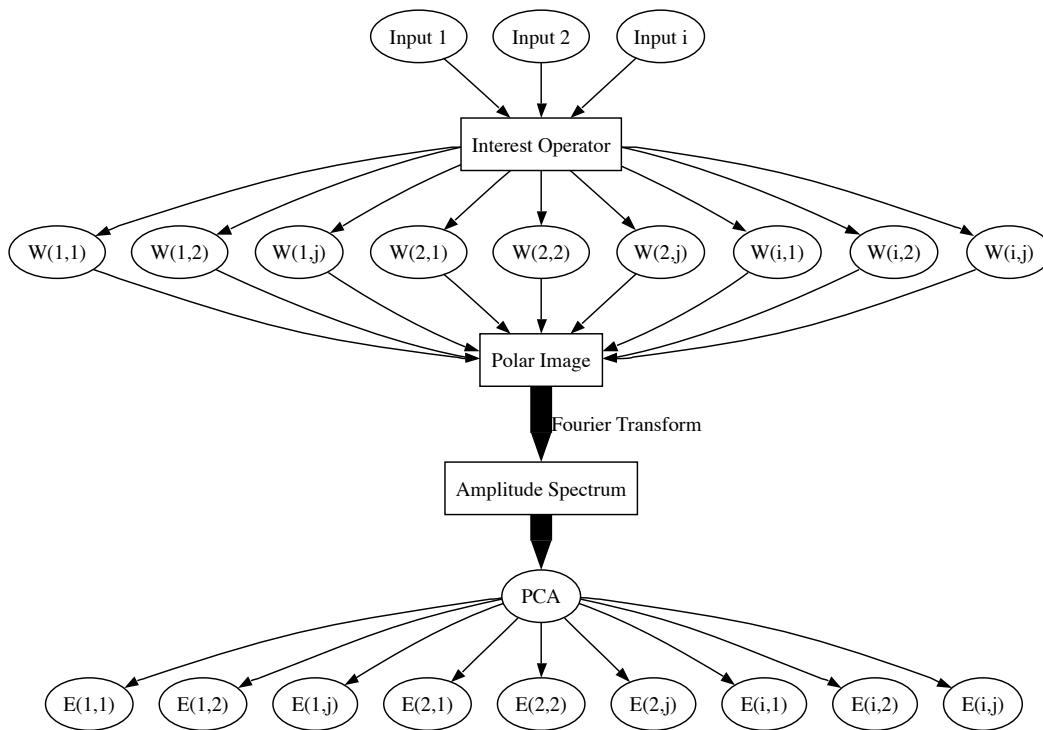 Input 1
Input 2
Input i
Interest Operator
W(1,1)
W(1,2)
W(1,j)
W(2,1)
W(2,2)
W(2,j)
W(i,1)
W(i,2)
W(i,j)
Polar Image
Fourier Transform
Amplitude Spectrum
PCA
E(1,1)
E(1,2)
E(1,j)
E(2,1)
E(2,2)
E(2,j)
E(i,1)
E(i,2)
E(i,j)